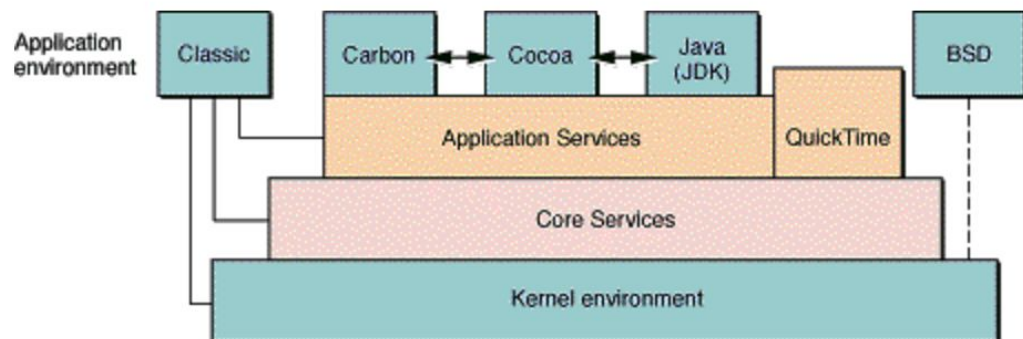 Application
environment
Classic
Carbon
Cocoa
Java
(JDK)
BSD
Application Services
QuickTime
Core Services
Kernel environment